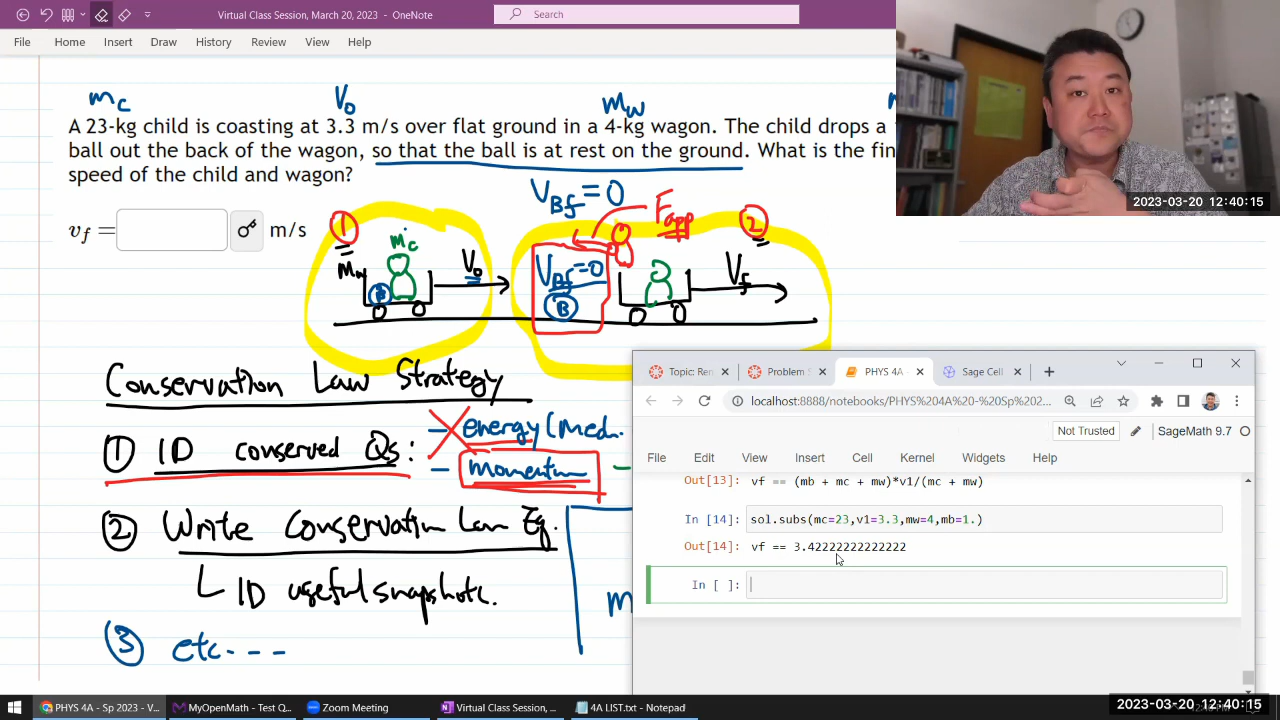 Virtual Class Session, March 20, 2023 - OneNote
Search
File Home Insert Draw History Review View Help
mc
V0
mw
A 23-kg child is coasting at 3.3 m/s over flat ground in a 4-kg wagon. The child drops a
ball out the back of the wagon, so that the ball is at rest on the ground. What is the fin
speed of the child and wagon?
vf = m/s
VBf = 0
Fapp
1
2
mc
mw
B
V0
VBf = 0
B
Vf
Conservation Law Strategy
1 ID conserved Qs:
- energy (mech.
- momentum
2 Write Conservation Law Eq.
ID useful snapshots.
3 etc. - - -
2023-03-20 12:40:15
Topic: Ren
Problem S
PHYS 4A
Sage Cell
localhost:8888/notebooks/PHYS%204A%20-%20Sp%202...
Not Trusted
SageMath 9.7
File Edit View Insert Cell Kernel Widgets Help
Out[13]: vf == (mb + mc + mw)*v1/(mc + mw)
In [14]: sol.subs(mc=23,v1=3.3,mw=4,mb=1.)
Out[14]: vf == 3.42222222222222
In [ ]:
PHYS 4A - Sp 2023 - V...
MyOpenMath - Test Q...
Zoom Meeting
Virtual Class Session, ...
4A LIST.txt - Notepad
2023-03-20 12:40:15